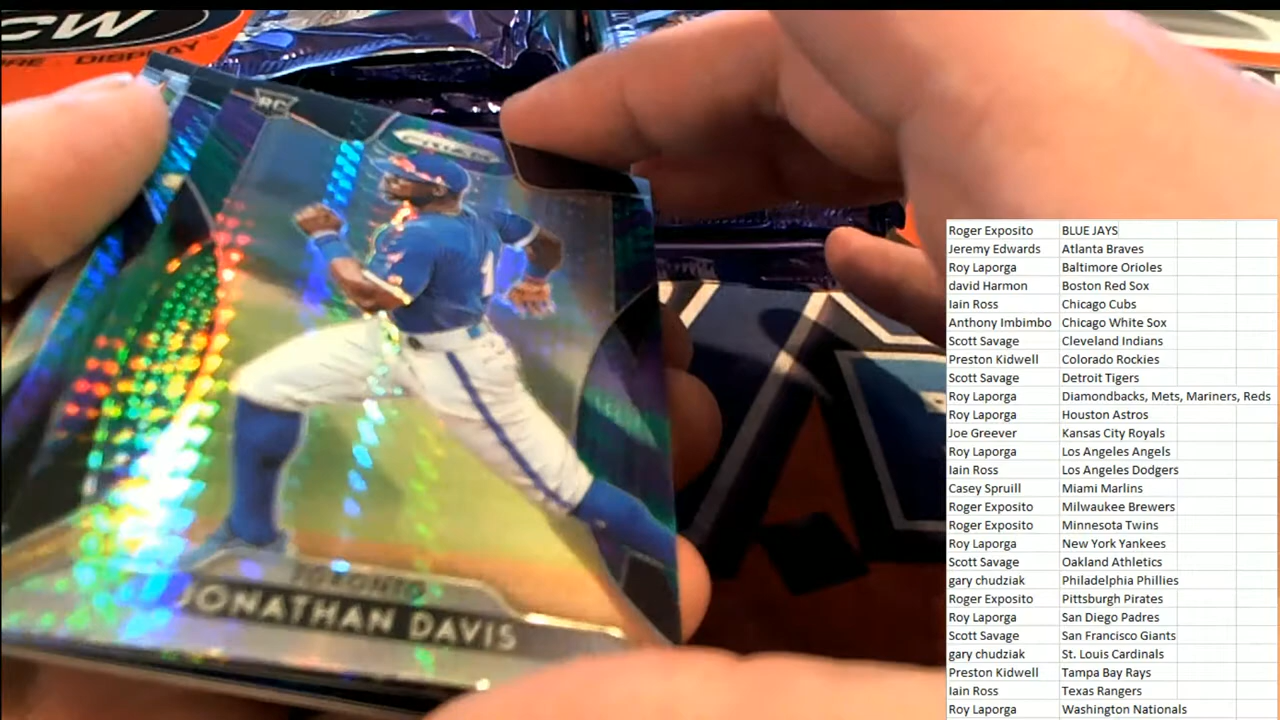 CW
RE • DISPLAY™
RC
PRIZM
1
TORONTO
JONATHAN DAVIS
Roger Exposito BLUE JAYS
Jeremy Edwards Atlanta Braves
Roy Laporga Baltimore Orioles
david Harmon Boston Red Sox
Iain Ross Chicago Cubs
Anthony Imbimbo Chicago White Sox
Scott Savage Cleveland Indians
Preston Kidwell Colorado Rockies
Scott Savage Detroit Tigers
Roy Laporga Diamondbacks, Mets, Mariners, Reds
Roy Laporga Houston Astros
Joe Greever Kansas City Royals
Roy Laporga Los Angeles Angels
Iain Ross Los Angeles Dodgers
Casey Spruill Miami Marlins
Roger Exposito Milwaukee Brewers
Roger Exposito Minnesota Twins
Roy Laporga New York Yankees
Scott Savage Oakland Athletics
gary chudziak Philadelphia Phillies
Roger Exposito Pittsburgh Pirates
Roy Laporga San Diego Padres
Scott Savage San Francisco Giants
gary chudziak St. Louis Cardinals
Preston Kidwell Tampa Bay Rays
Iain Ross Texas Rangers
Roy Laporga Washington Nationals